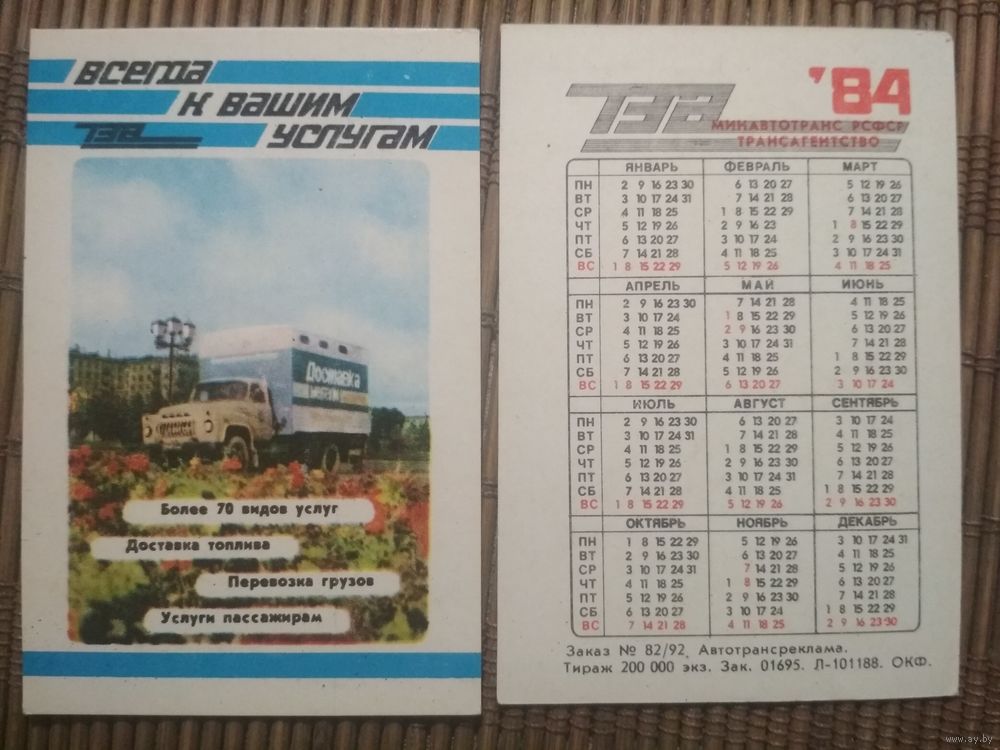 Всегда
к вашим
ТЭА услугам
Доставка
мебели
Более 70 видов услуг
Доставка топлива
Перевозка грузов
Услуги пассажирам
ТЭА '84
МИНАВТОТРАНС РСФСР
ТРАНСАГЕНТСТВО
ЯНВАРЬ ФЕВРАЛЬ МАРТ
ПН 2 9 16 23 30 6 13 20 27 5 12 19 26
ВТ 3 10 17 24 31 7 14 21 28 6 13 20 27
СР 4 11 18 25 1 8 15 22 29 7 14 21 28
ЧТ 5 12 19 26 2 9 16 23 1 8 15 22 29
ПТ 6 13 20 27 3 10 17 24 2 9 16 23 30
СБ 7 14 21 28 4 11 18 25 3 10 17 24 31
ВС 1 8 15 22 29 5 12 19 26 4 11 18 25
АПРЕЛЬ МАЙ ИЮНЬ
ПН 2 9 16 23 30 7 14 21 28 4 11 18 25
ВТ 3 10 17 24 1 8 15 22 29 5 12 19 26
СР 4 11 18 25 2 9 16 23 30 6 13 20 27
ЧТ 5 12 19 26 3 10 17 24 31 7 14 21 28
ПТ 6 13 20 27 4 11 18 25 1 8 15 22 29
СБ 7 14 21 28 5 12 19 26 2 9 16 23 30
ВС 1 8 15 22 29 6 13 20 27 3 10 17 24
ИЮЛЬ АВГУСТ СЕНТЯБРЬ
ПН 2 9 16 23 30 6 13 20 27 3 10 17 24
ВТ 3 10 17 24 31 7 14 21 28 4 11 18 25
СР 4 11 18 25 1 8 15 22 29 5 12 19 26
ЧТ 5 12 19 26 2 9 16 23 30 6 13 20 27
ПТ 6 13 20 27 3 10 17 24 31 7 14 21 28
СБ 7 14 21 28 4 11 18 25 1 8 15 22 29
ВС 1 8 15 22 29 5 12 19 26 2 9 16 23 30
ОКТЯБРЬ НОЯБРЬ ДЕКАБРЬ
ПН 1 8 15 22 29 5 12 19 26 3 10 17 24 31
ВТ 2 9 16 23 30 6 13 20 27 4 11 18 25
СР 3 10 17 24 31 7 14 21 28 5 12 19 26
ЧТ 4 11 18 25 1 8 15 22 29 6 13 20 27
ПТ 5 12 19 26 2 9 16 23 30 7 14 21 28
СБ 6 13 20 27 3 10 17 24 1 8 15 22 29
ВС 7 14 21 28 4 11 18 25 2 9 16 23 30
Заказ № 82/92. Автотрансреклама.
Тираж 200 000 экз. Зак. 01695. Л-101188. ОКФ.
www.ay.by